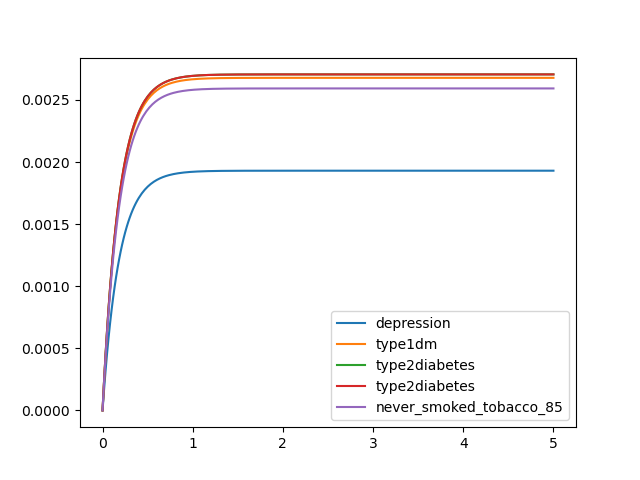 0.0025
0.0020
0.0015
0.0010
0.0005
0.0000
0 1 2 3 4 5
depression
type1dm
type2diabetes
type2diabetes
never_smoked_tobacco_85